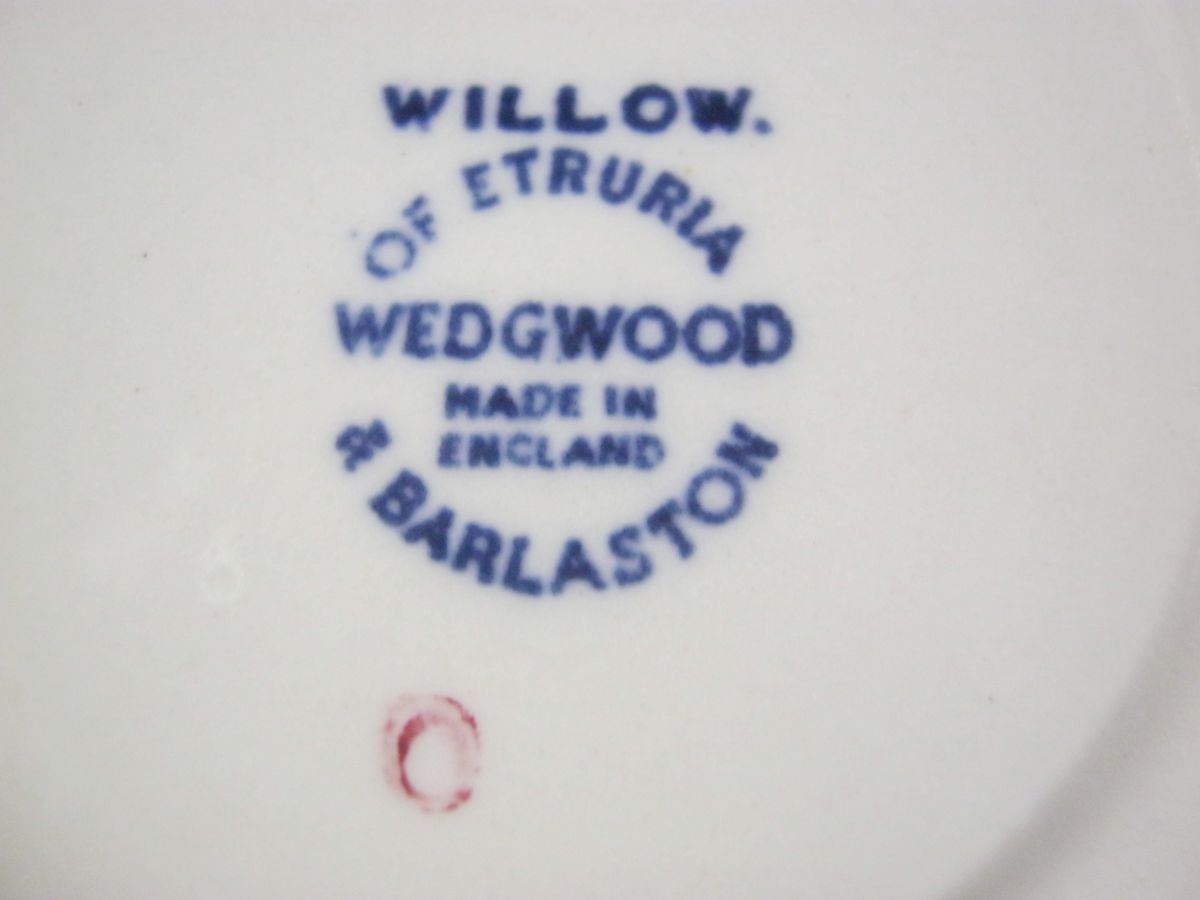 WILLOW.
OF ETRURIA
WEDGWOOD
MADE IN
ENGLAND
& BARLASTON
O